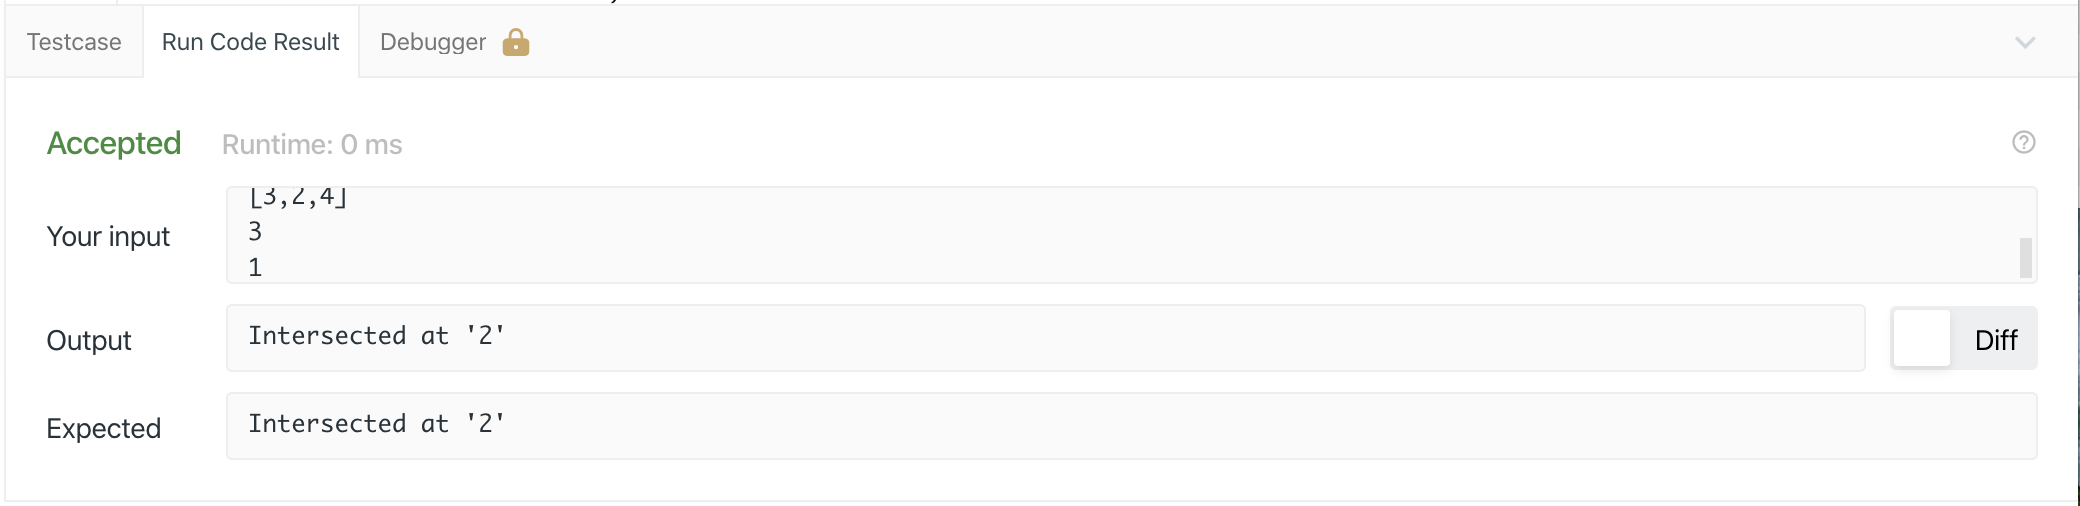 Testcase
Run Code Result
Debugger
Accepted
Runtime: 0 ms
Your input
[3,2,4]
3
1
Output
Intersected at '2'
Diff
Expected
Intersected at '2'